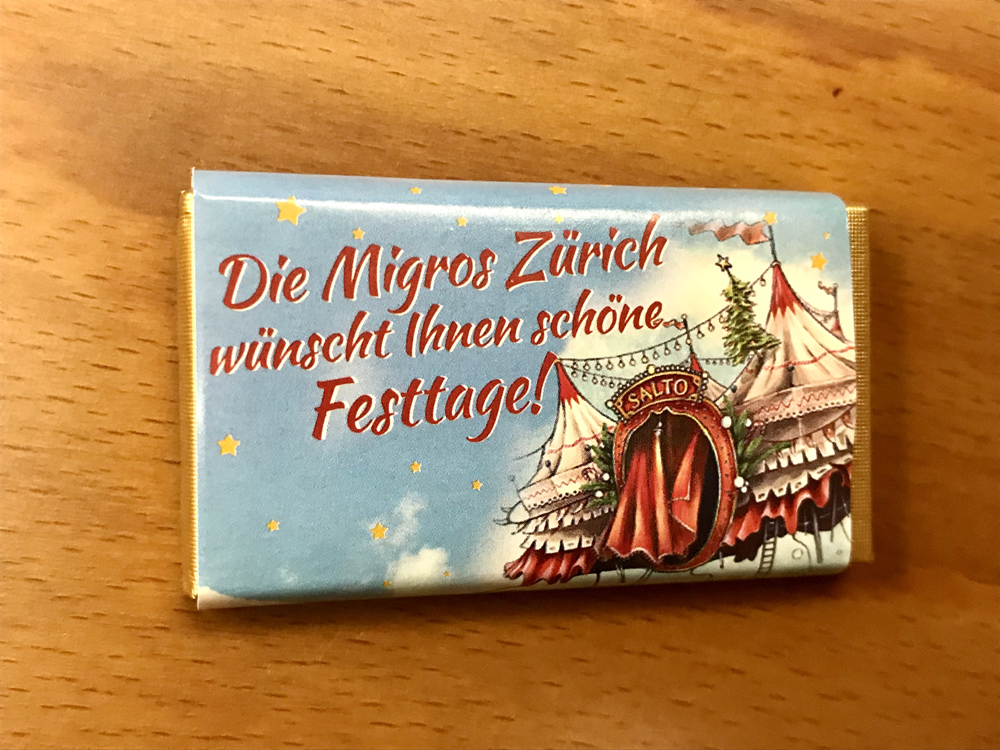 Die Migros Zürich
wünscht Ihnen schöne
Festtage!
SALTO